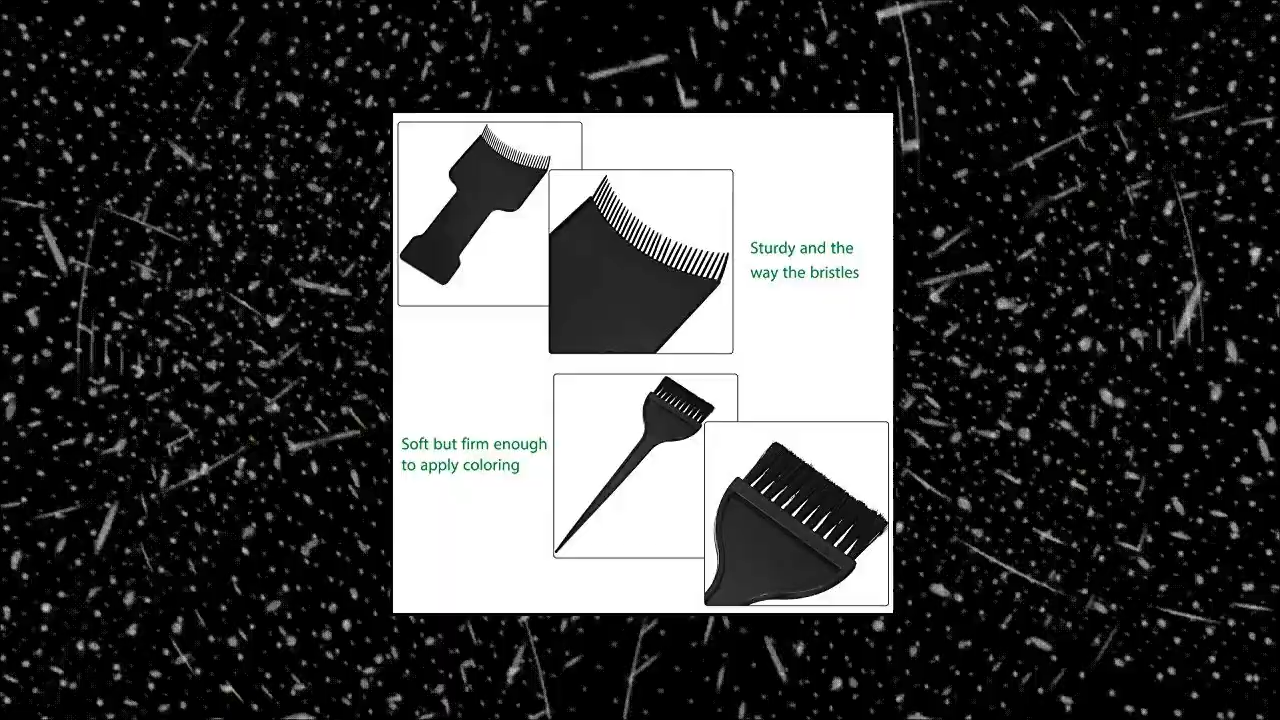 Sturdy and the
way the bristles
Soft but firm enough
to apply coloring